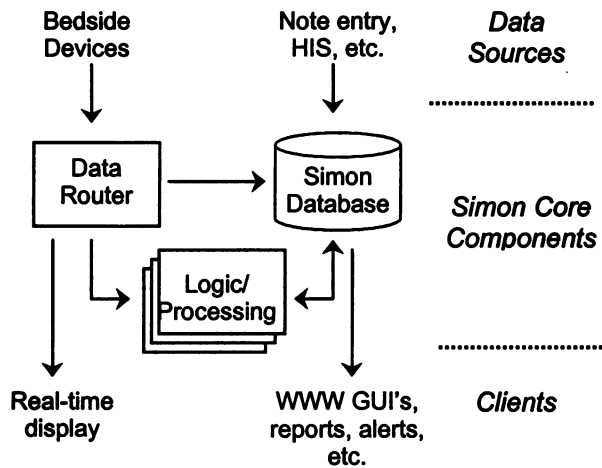 Bedside
Devices
Note entry,
HIS, etc.
Data
Sources
Data
Router
Simon
Database
Simon Core
Components
Logic/
Processing
Real-time
display
WWW GUI's,
reports, alerts,
etc.
Clients